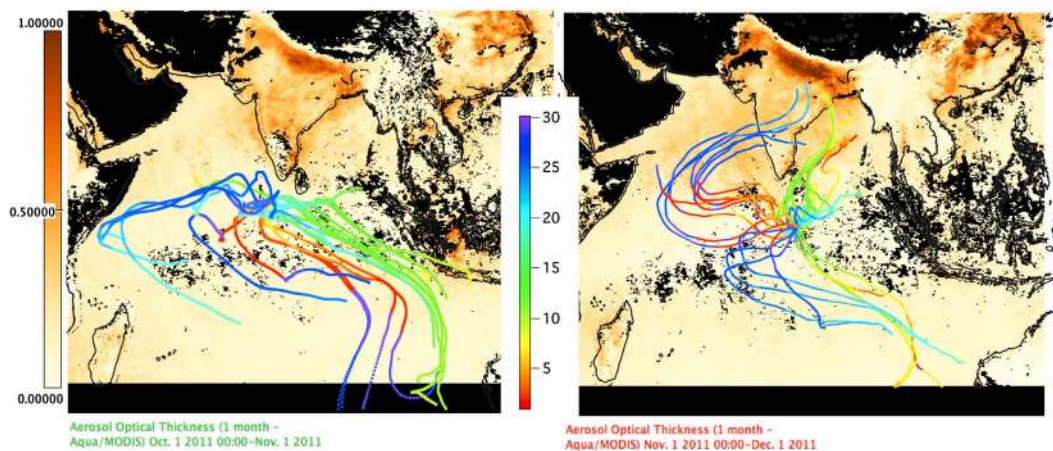 1.00000
0.50000
0.00000
30
25
20
15
10
5
Aerosol Optical Thickness (1 month -
Aqua/MODIS) Oct. 1 2011 00:00-Nov. 1 2011
Aerosol Optical Thickness (1 month -
Aqua/MODIS) Nov. 1 2011 00:00-Dec. 1 2011